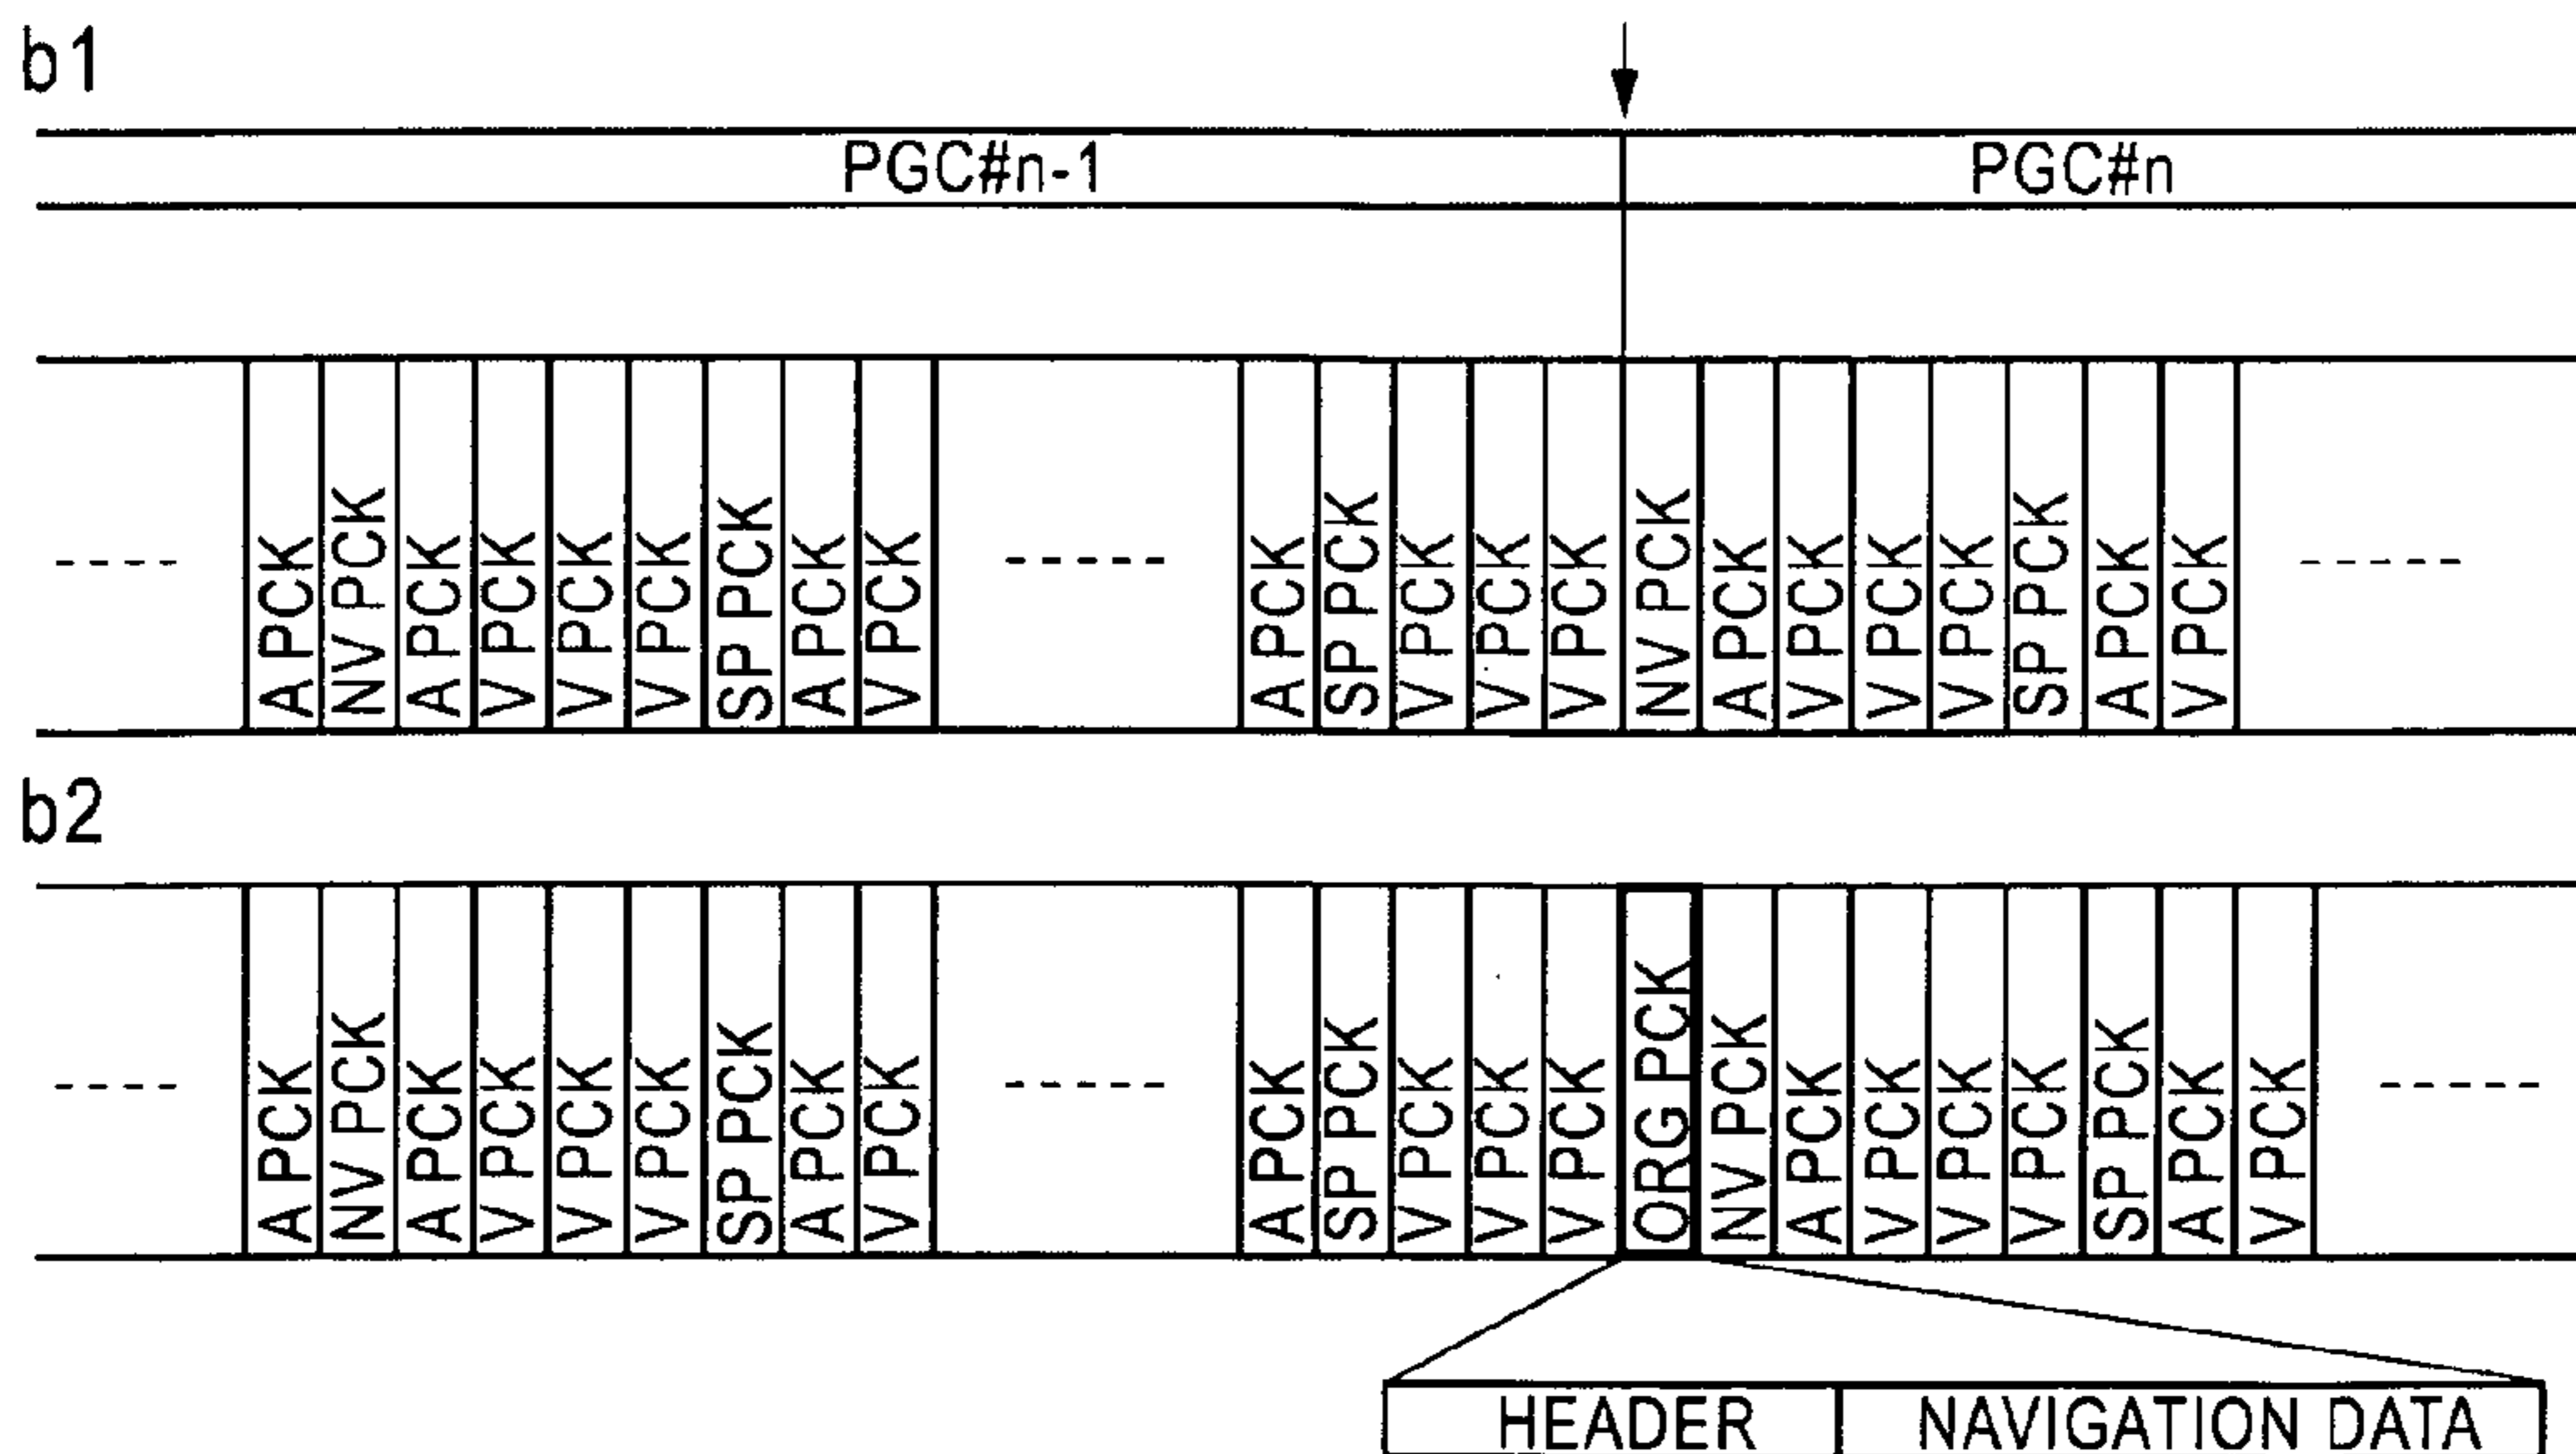 b1
PGC#n-1 PGC#n
----- A PCK NV PCK A PCK V PCK V PCK V PCK SP PCK A PCK V PCK ----- A PCK SP PCK V PCK V PCK V PCK NV PCK A PCK V PCK V PCK V PCK SP PCK A PCK V PCK -----
b2
----- A PCK NV PCK A PCK V PCK V PCK V PCK SP PCK A PCK V PCK ----- A PCK SP PCK V PCK V PCK V PCK ORG PCK NV PCK A PCK V PCK V PCK V PCK SP PCK A PCK V PCK -----
HEADER NAVIGATION DATA